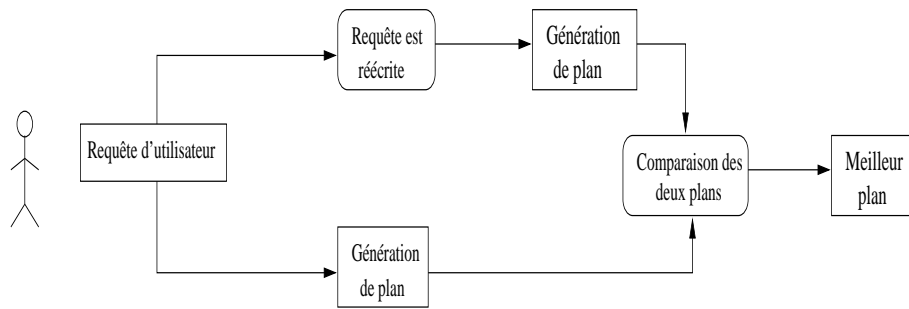 Requête est
réécrite
Génération
de plan
Requête d'utilisateur
Comparaison des
deux plans
Meilleur
plan
Génération
de plan